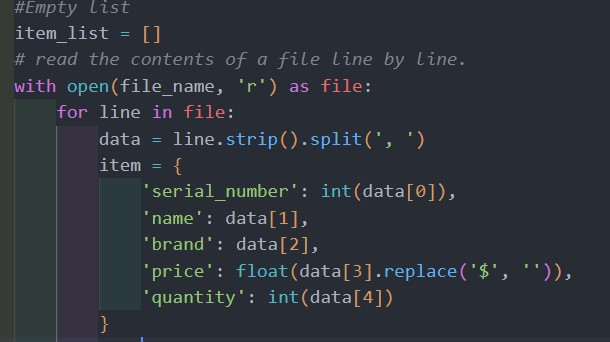 #Empty list
item_list = []
# read the contents of a file line by line.
with open(file_name, 'r') as file:
    for line in file:
        data = line.strip().split(', ')
        item = {
            'serial_number': int(data[0]),
            'name': data[1],
            'brand': data[2],
            'price': float(data[3].replace('$', '')),
            'quantity': int(data[4])
        }